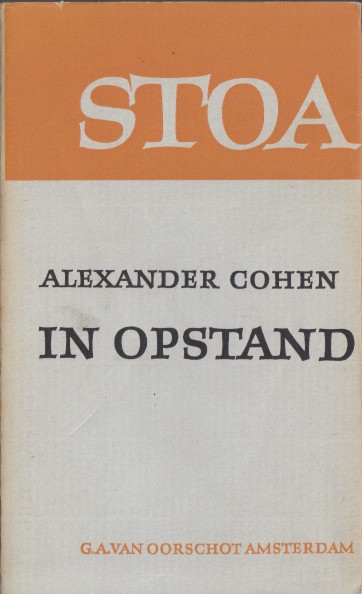 STOA
ALEXANDER COHEN
IN OPSTAND
G.A. VAN OORSCHOT AMSTERDAM